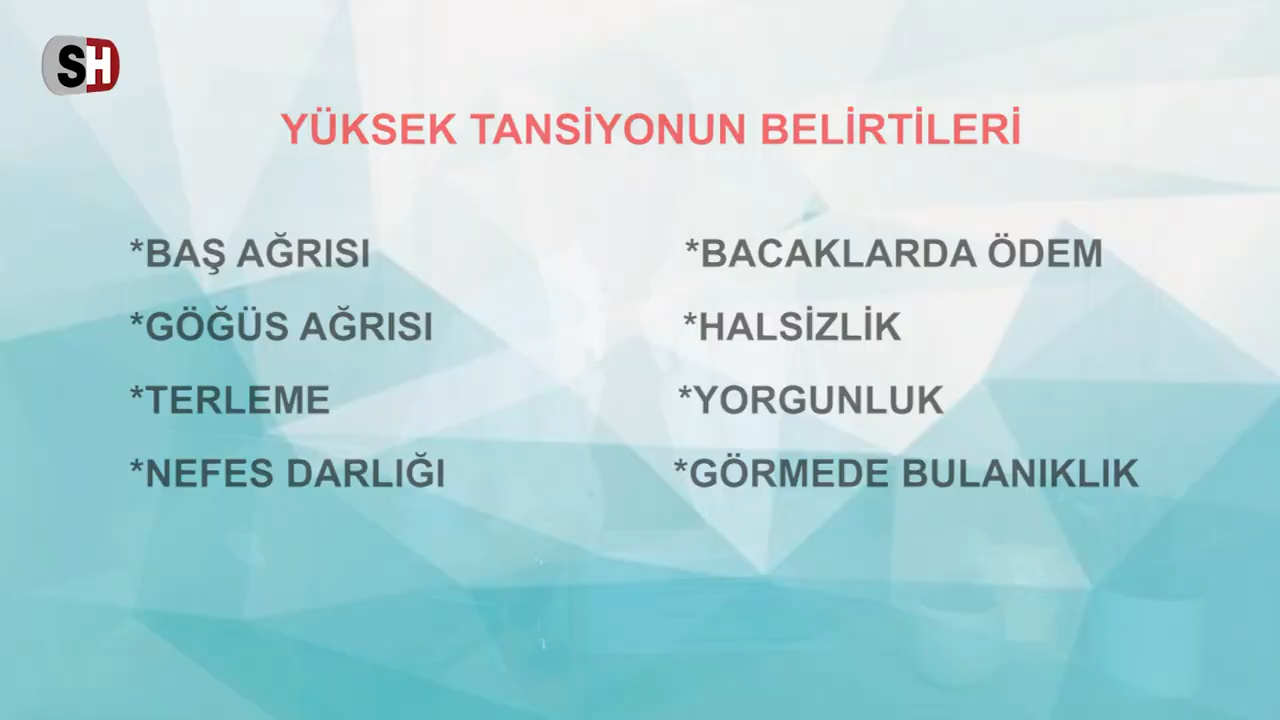 SH
YÜKSEK TANSİYONUN BELİRTİLERİ
*BAŞ AĞRISI
*GÖĞÜS AĞRISI
*TERLEME
*NEFES DARLIĞI
*BACAKLARDA ÖDEM
*HALSİZLİK
*YORGUNLUK
*GÖRMEDE BULANIKLIK